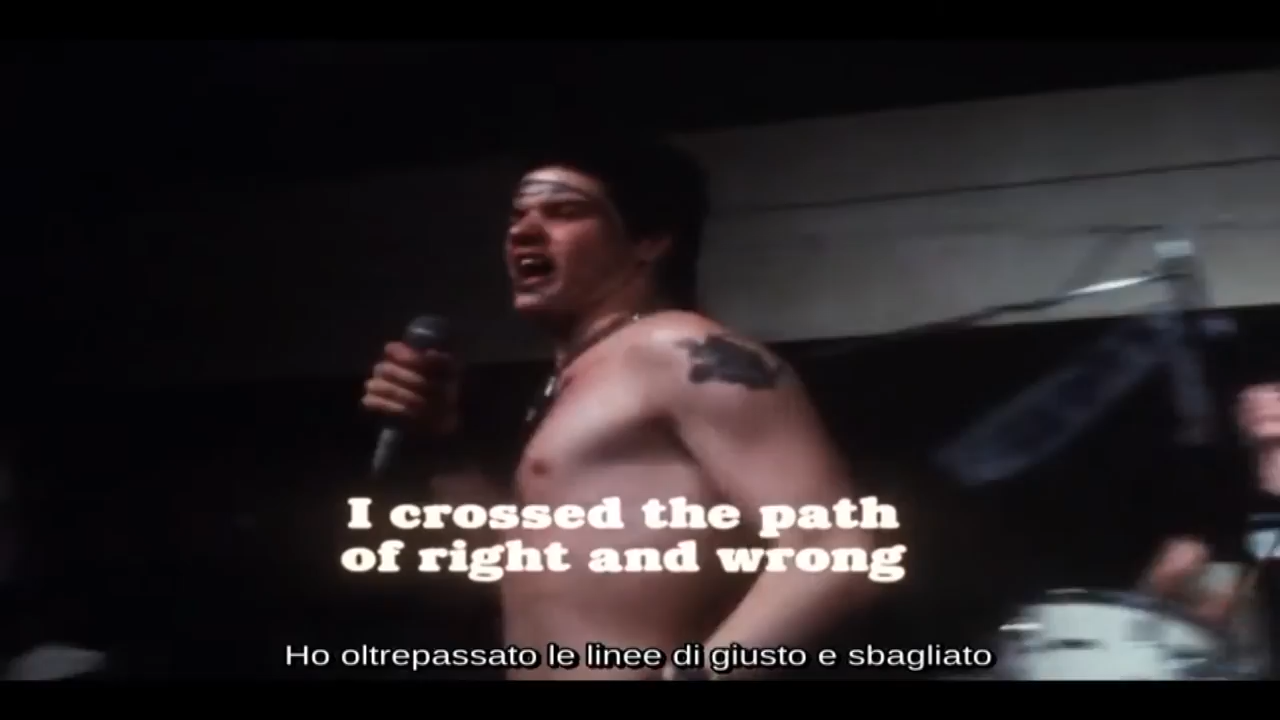 I crossed the path
of right and wrong
Ho oltrepassato le linee di giusto e sbagliato